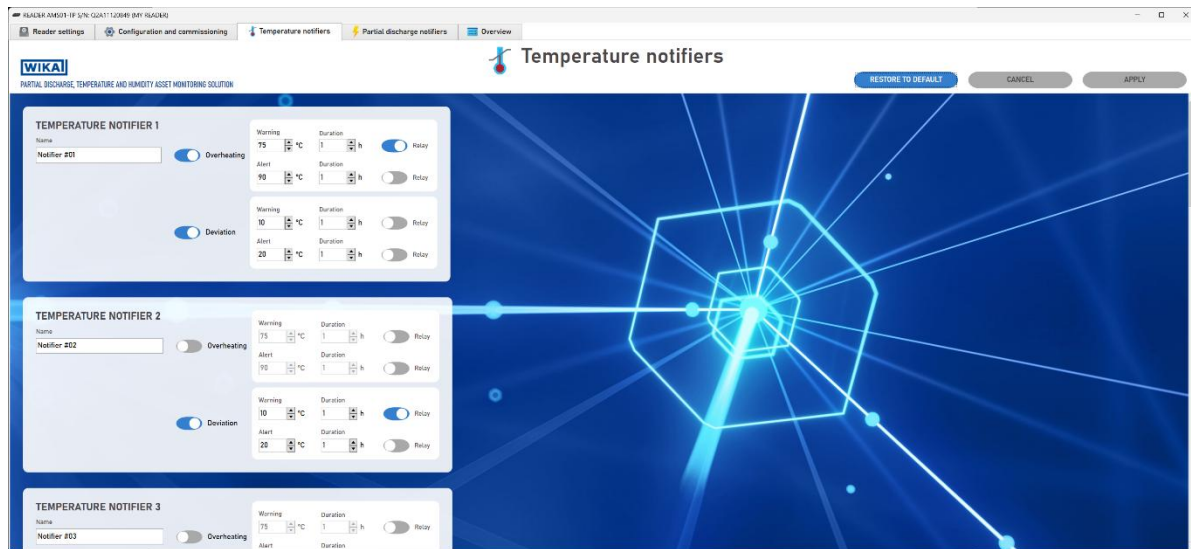 READER AMS01-TP S/N: Q2A11120849 (MY READER)
Reader settings Configuration and commissioning Temperature notifiers Partial discharge notifiers Overview
Temperature notifiers
WIKA
PARTIAL DISCHARGE, TEMPERATURE AND HUMIDITY ASSET MONITORING SOLUTION
RESTORE TO DEFAULT CANCEL APPLY
TEMPERATURE NOTIFIER 1
Name
Notifier #01
Overheating
Warning Duration
75 °C 1 h Relay
Alert Duration
90 °C 1 h Relay
Deviation
Warning Duration
10 °C 1 h Relay
Alert Duration
20 °C 1 h Relay
TEMPERATURE NOTIFIER 2
Name
Notifier #02
Overheating
Warning Duration
75 °C 1 h Relay
Alert Duration
90 °C 1 h Relay
Deviation
Warning Duration
10 °C 1 h Relay
Alert Duration
20 °C 1 h Relay
TEMPERATURE NOTIFIER 3
Name
Notifier #03
Overheating
Warning Duration
75 °C 1 h Relay
Alert Duration